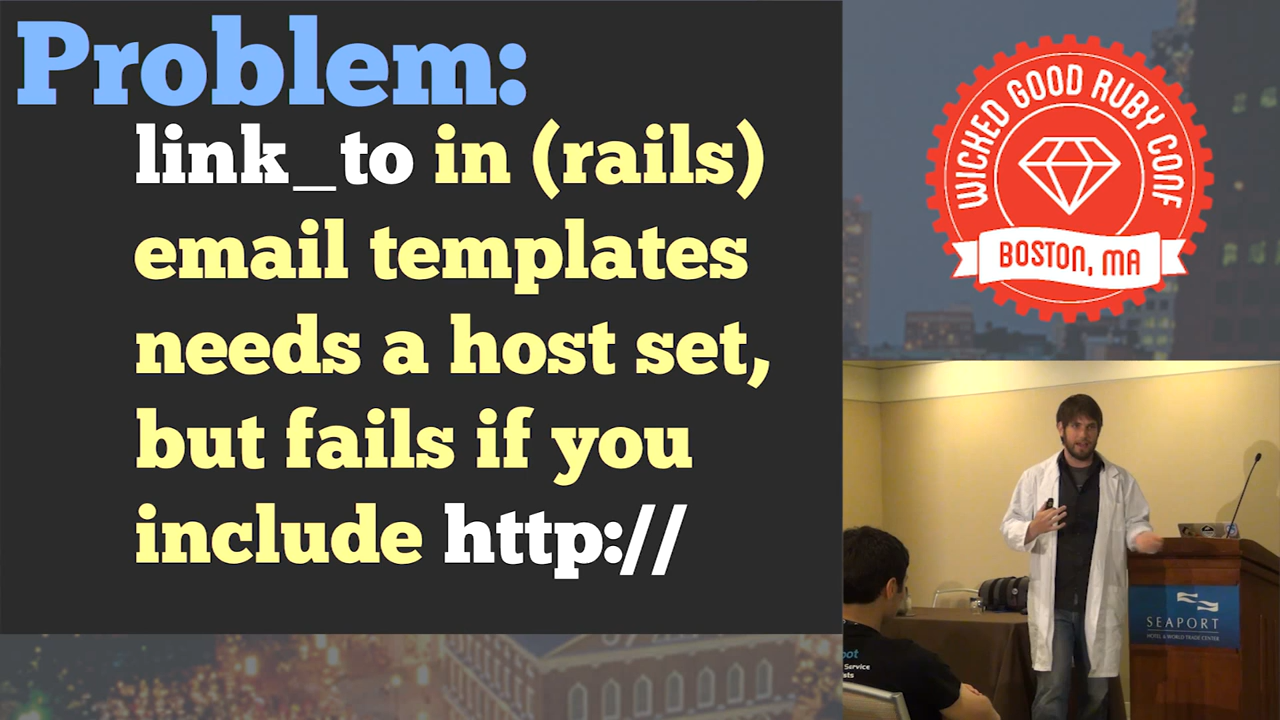 Problem:
link_to in (rails)
email templates
needs a host set,
but fails if you
include http://
WICKED GOOD RUBY CONF
BOSTON, MA
SEAPORT
HOTEL & WORLD TRADE CENTER
Service